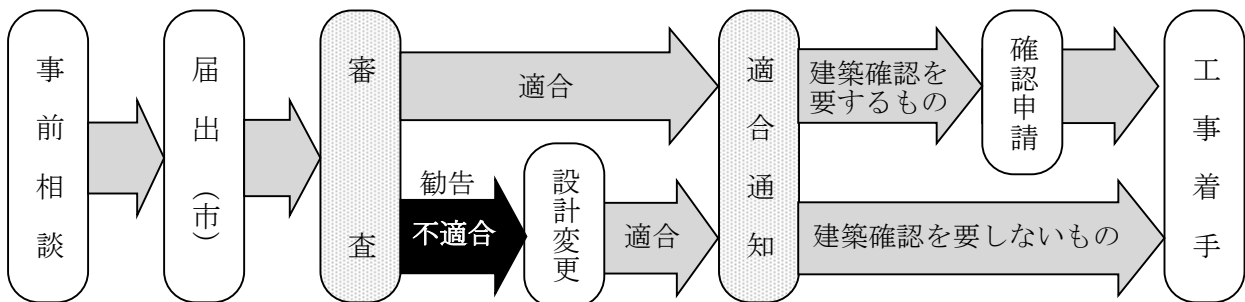 事前相談
届出（市）
審査
適合
勧告
不適合
設計変更
適合
適合通知
建築確認を
要するもの
確認申請
建築確認を要しないもの
工事着手